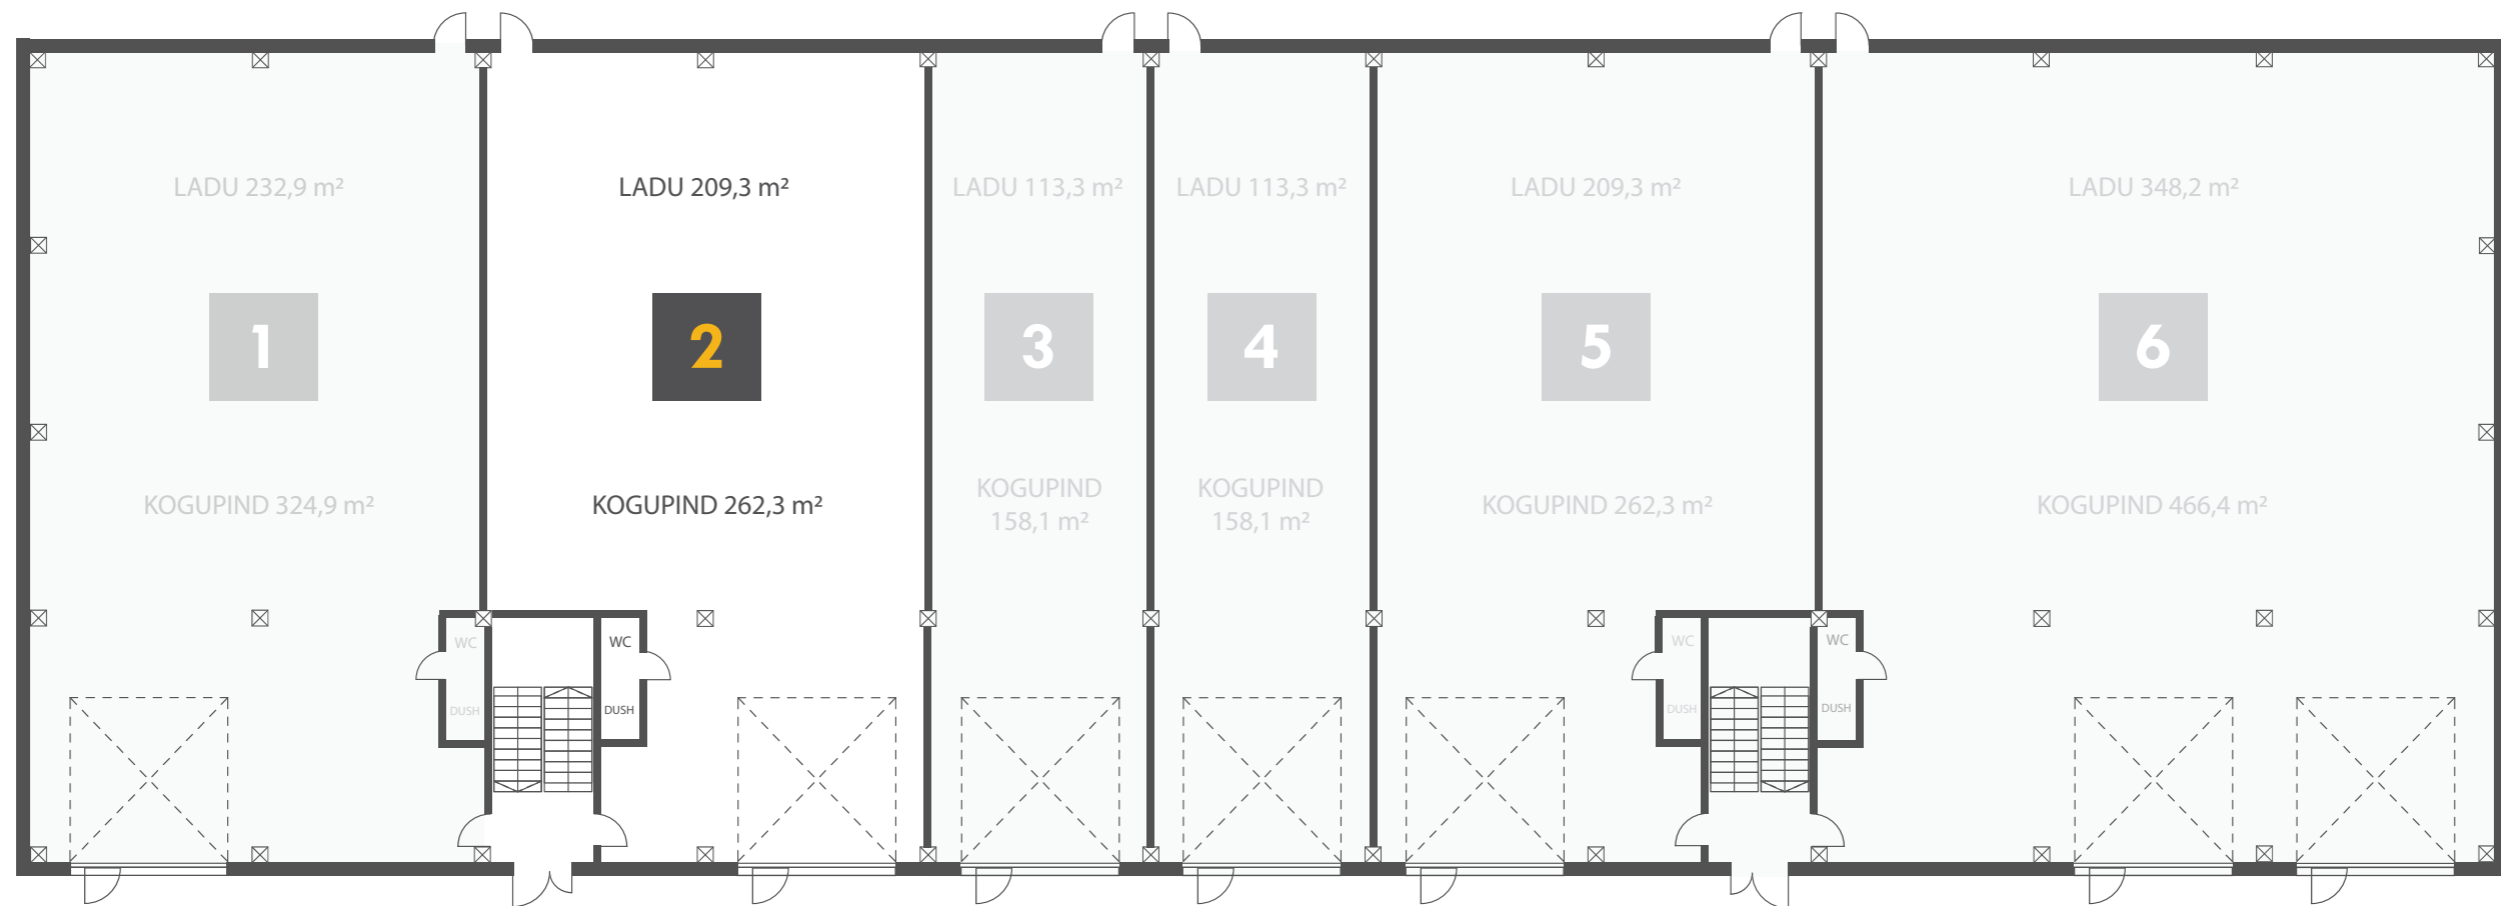 LADU 232,9 m²
LADU 209,3 m²
LADU 113,3 m²
LADU 113,3 m²
LADU 209,3 m²
LADU 348,2 m²
1
2
3
4
5
6
KOGUPIND 324,9 m²
KOGUPIND 262,3 m²
KOGUPIND
158,1 m²
KOGUPIND
158,1 m²
KOGUPIND 262,3 m²
KOGUPIND 466,4 m²
WC
WC
WC
WC
DUSH
DUSH
DUSH
DUSH